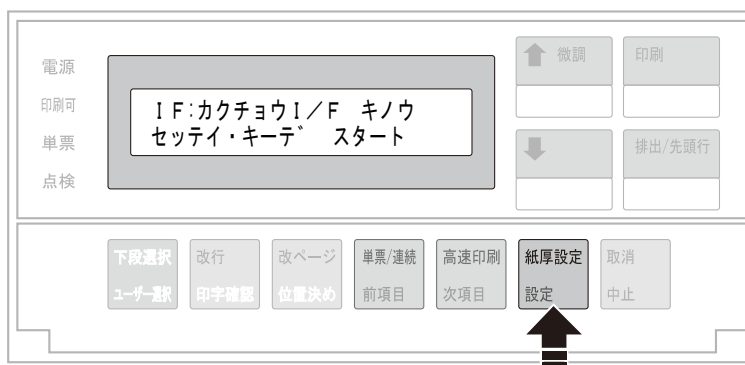 電源
印刷可
単票
点検
IF:カクチョウI/F キノウ
セッテイ・キーデ スタート
微調
印刷
排出/先頭行
下段選択
ユーザー選択
改行
印字確認
改ページ
位置決め
単票/連続
前項目
高速印刷
次項目
紙厚設定
設定
取消
中止